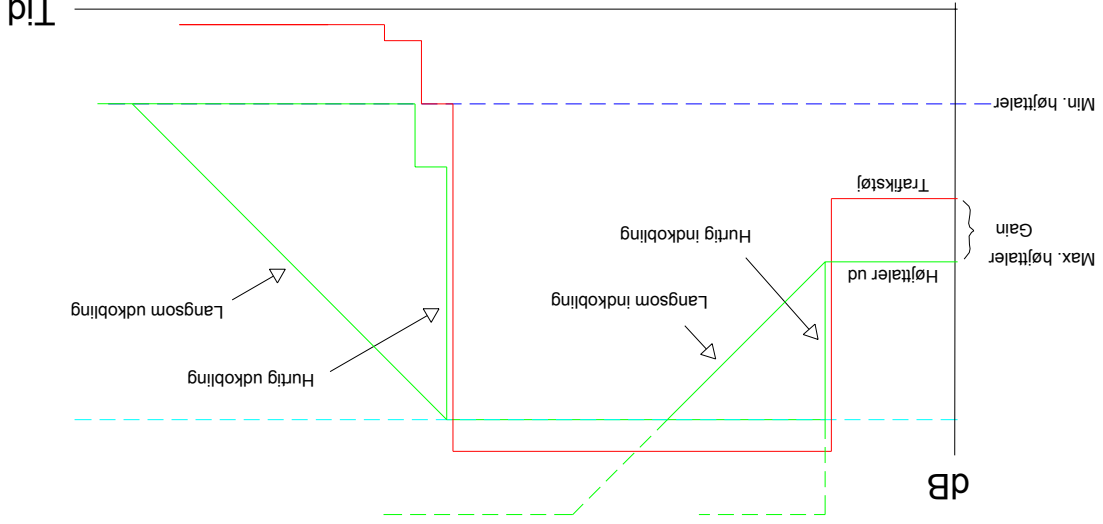 dB
Hurtig udkobling
Langsom indkobling
Langsom udkobling
Højttaler ud
Max. højttaler
Gain
Hurtig indkobling
Trafikstøj
Min. højttaler
Tid